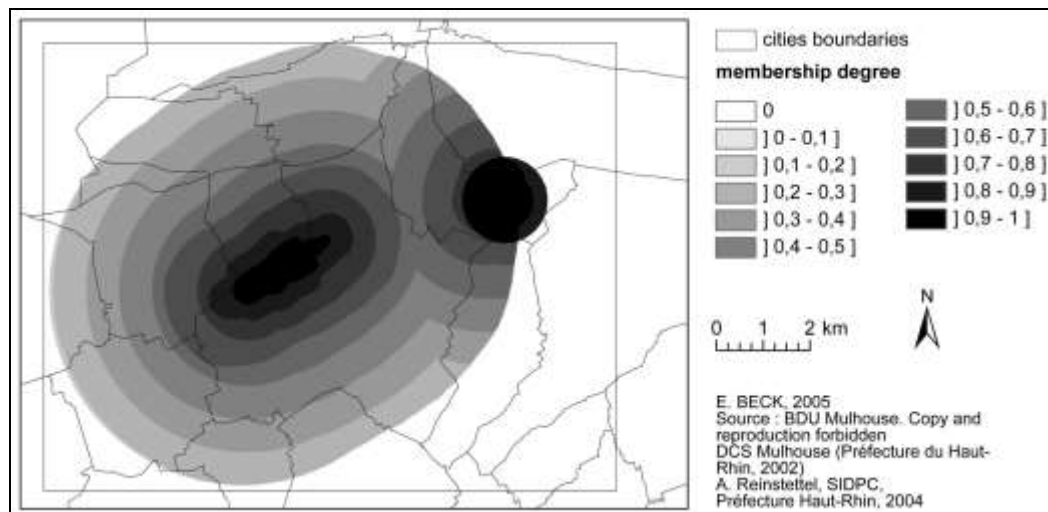 cities boundaries
membership degree
0
] 0 - 0,1 ]
] 0,1 - 0,2 ]
] 0,2 - 0,3 ]
] 0,3 - 0,4 ]
] 0,4 - 0,5 ]
] 0,5 - 0,6 ]
] 0,6 - 0,7 ]
] 0,7 - 0,8 ]
] 0,8 - 0,9 ]
] 0,9 - 1 ]
0 1 2 km
N
E. BECK, 2005
Source : BDU Mulhouse. Copy and
reproduction forbidden
DCS Mulhouse (Préfecture du Haut-
Rhin, 2002)
A. Reinstettel, SIDPC,
Préfecture Haut-Rhin, 2004